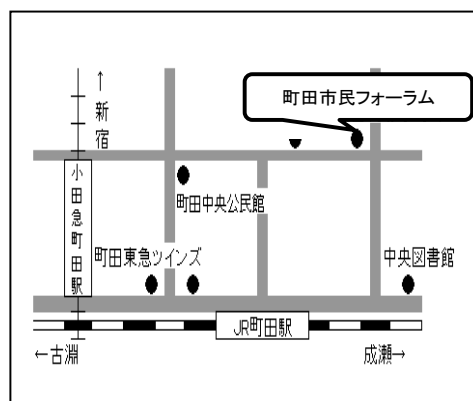 町田市民フォーラム
↑新宿
小田急町田駅
町田中央公民館
町田東急ツインズ
中央図書館
JR町田駅
←古淵
成瀬→